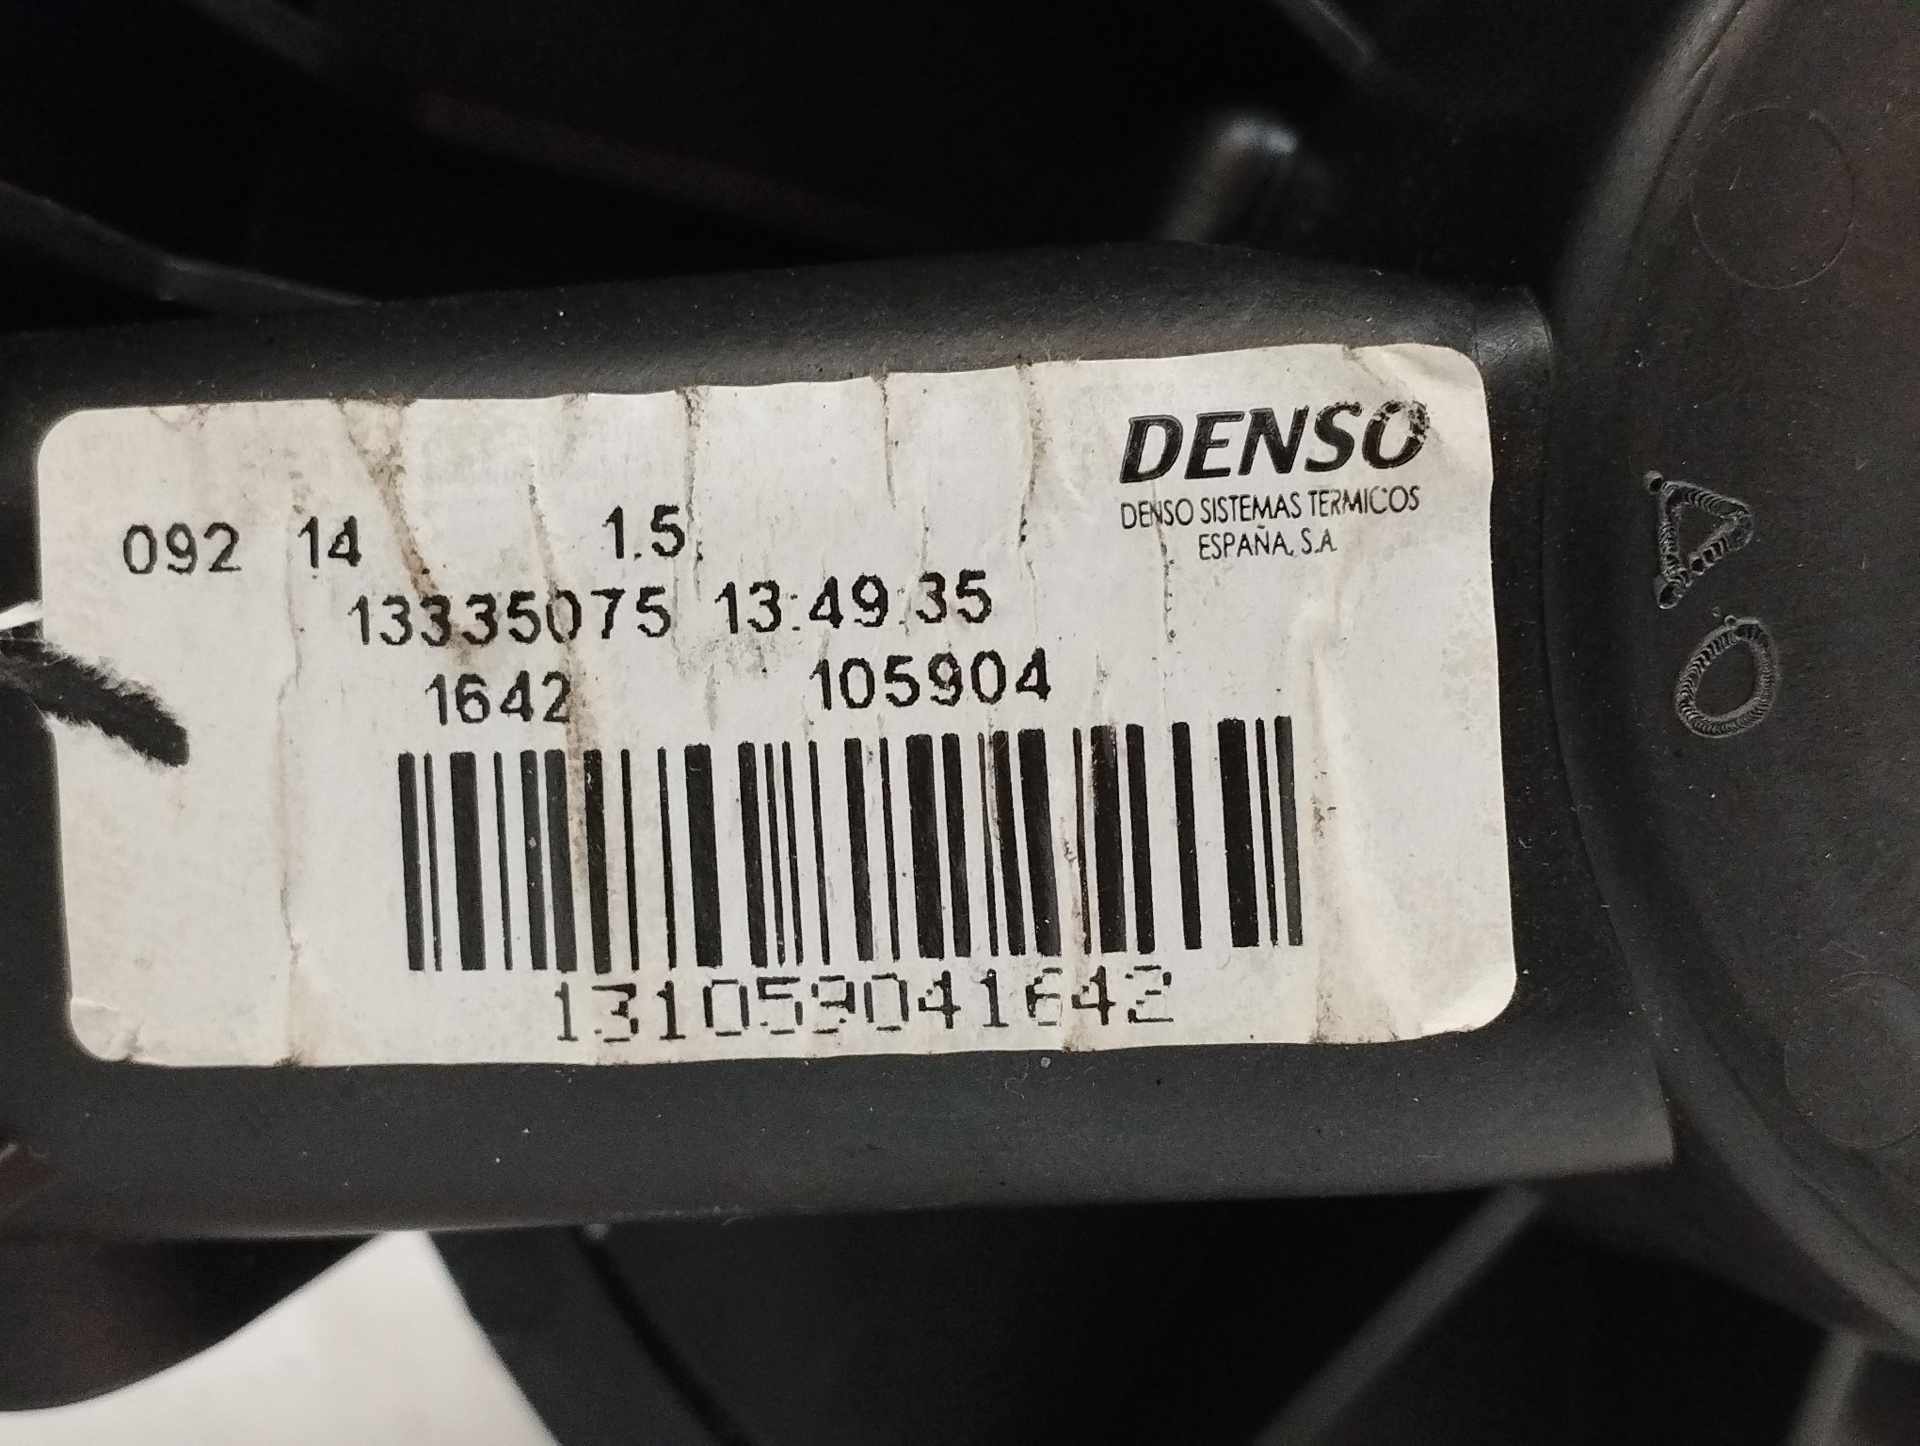 DENSO
DENSO SISTEMAS TERMICOS
ESPAÑA, S.A.
092 14 1.5
13335075 13:49:35
1642 105904
131059041642